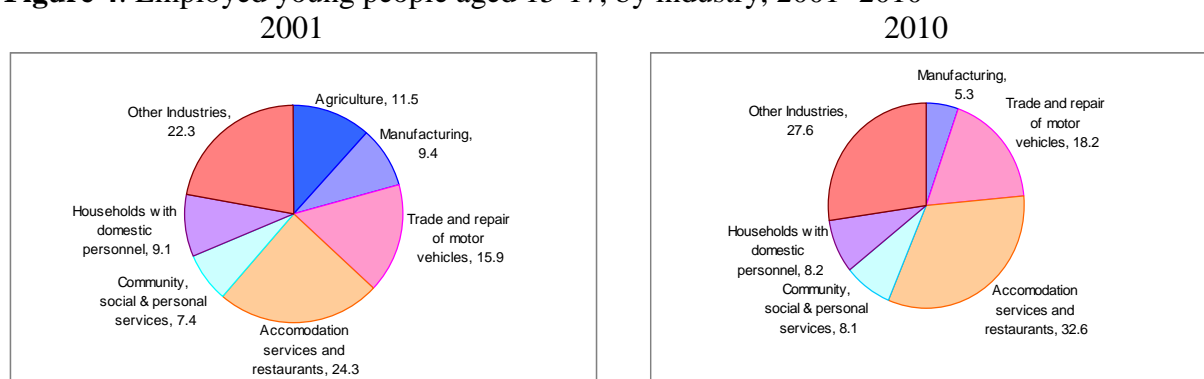 Figure 4. Employed young people aged 15-17, by industry, 2001- 2010
2001
Agriculture, 11.5
Manufacturing,
9.4
Trade and repair
of motor
vehicles, 15.9
Accomodation
services and
restaurants, 24.3
Community,
social & personal
services, 7.4
Households with
domestic
personnel, 9.1
Other Industries,
22.3
2010
Manufacturing,
5.3
Trade and repair
of motor
vehicles, 18.2
Accomodation
services and
restaurants, 32.6
Community,
social & personal
services, 8.1
Households with
domestic
personnel, 8.2
Other Industries,
27.6